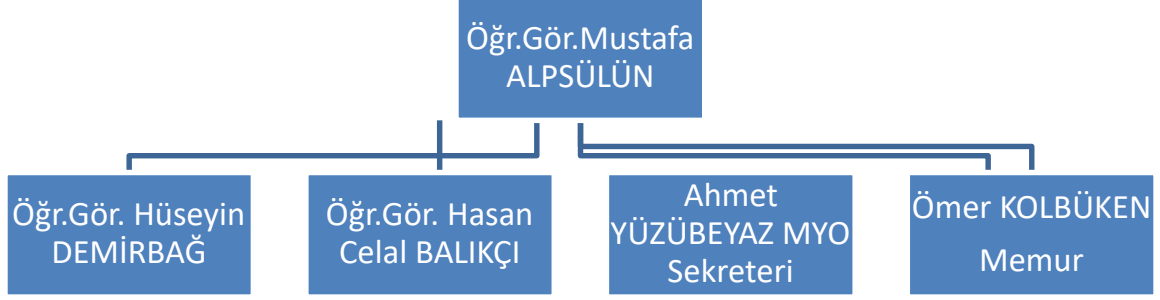 Öğr.Gör.Mustafa
ALPSÜLÜN
Öğr.Gör. Hüseyin
DEMİRBAĞ
Öğr.Gör. Hasan
Celal BALIKÇI
Ahmet
YÜZÜBEYAZ MYO
Sekreteri
Ömer KOLBÜKEN
Memur